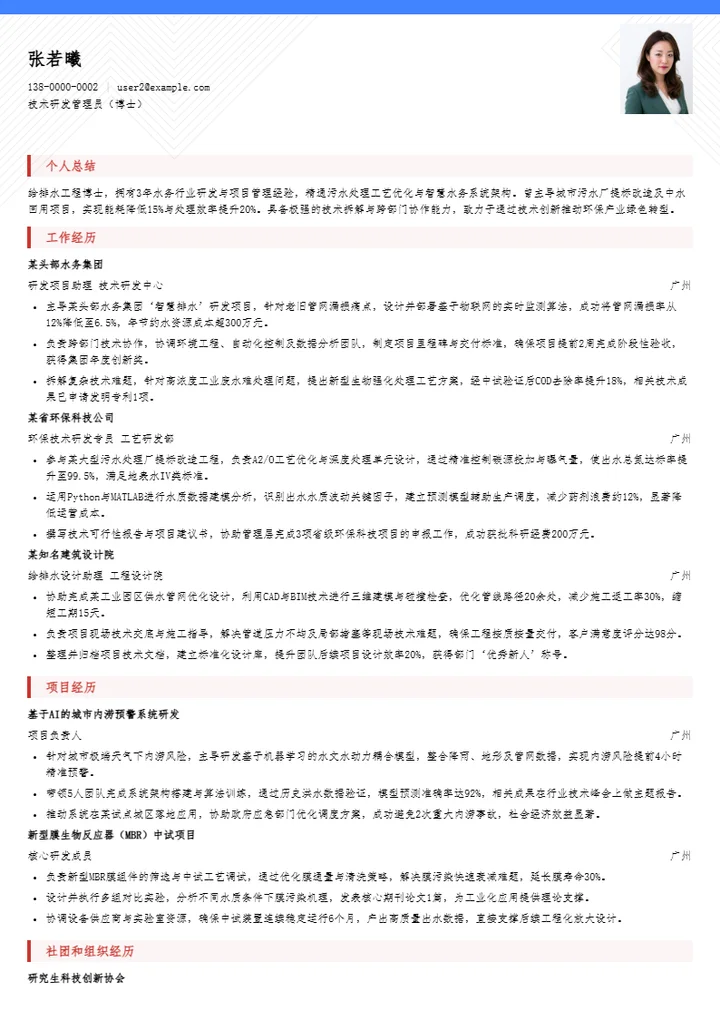 张若曦
138-0000-0002 | user2@example.com
技术研发管理员（博士）
个人总结
给排水工程博士，拥有3年水务行业研发与项目管理经验，精通污水处理工艺优化与智慧水务系统架构。曾主导城市污水厂提标改造及中水
回用项目，实现能耗降低15%与处理效率提升20%。具备极强的技术拆解与跨部门协作能力，致力于通过技术创新推动环保产业绿色转型。
工作经历
某头部水务集团
研发项目助理 技术研发中心 广州
• 主导某头部水务集团‘智慧排水’研发项目，针对老旧管网漏损痛点，设计并部署基于物联网的实时监测算法，成功将管网漏损率从
12%降低至6.5%，年节约水资源成本超300万元。
• 负责跨部门技术协作，协调环境工程、自动化控制及数据分析团队，制定项目里程碑与交付标准，确保项目提前2周完成阶段性验收，
获得集团年度创新奖。
• 拆解复杂技术难题，针对高浓度工业废水难处理问题，提出新型生物强化处理工艺方案，经中试验证后COD去除率提升18%，相关技术成
果已申请发明专利1项。
某省环保科技公司
环保技术研发专员 工艺研发部 广州
• 参与某大型污水处理厂提标改造工程，负责A2/O工艺优化与深度处理单元设计，通过精准控制碳源投加与曝气量，使出水总氮达标率提
升至99.5%，满足地表水IV类标准。
• 运用Python与MATLAB进行水质数据建模分析，识别出水水质波动关键因子，建立预测模型辅助生产调度，减少药剂浪费约12%，显著降
低运营成本。
• 撰写技术可行性报告与项目建议书，协助管理层完成3项省级环保科技项目的申报工作，成功获批科研经费200万元。
某知名建筑设计院
给排水设计助理 工程设计院 广州
• 协助完成某工业园区供水管网优化设计，利用CAD与BIM技术进行三维建模与碰撞检查，优化管线路径20余处，减少施工返工率30%，缩
短工期15天。
• 负责项目现场技术交底与施工指导，解决管道压力不均及局部堵塞等现场技术难题，确保工程按质按量交付，客户满意度评分达98分。
• 整理并归档项目技术文档，建立标准化设计库，提升团队后续项目设计效率20%，获得部门‘优秀新人’称号。
项目经历
基于AI的城市内涝预警系统研发
项目负责人 广州
• 针对城市极端天气下内涝风险，主导研发基于机器学习的水文水动力耦合模型，整合降雨、地形及管网数据，实现内涝风险提前4小时
精准预警。
• 带领5人团队完成系统架构搭建与算法训练，通过历史洪水数据验证，模型预测准确率达92%，相关成果在行业技术峰会上做主题报告。
• 推动系统在某试点城区落地应用，协助政府应急部门优化调度方案，成功避免2次重大内涝事故，社会经济效益显著。
新型膜生物反应器（MBR）中试项目
核心研发成员 广州
• 负责新型MBR膜组件的筛选与中试工艺调试，通过优化膜通量与清洗策略，解决膜污染快速衰减难题，延长膜寿命30%。
• 设计并执行多组对比实验，分析不同水质条件下膜污染机理，发表核心期刊论文1篇，为工业化应用提供理论支撑。
• 协调设备供应商与实验室资源，确保中试装置连续稳定运行6个月，产出高质量出水数据，直接支撑后续工程化放大设计。
社团和组织经历
研究生科技创新协会